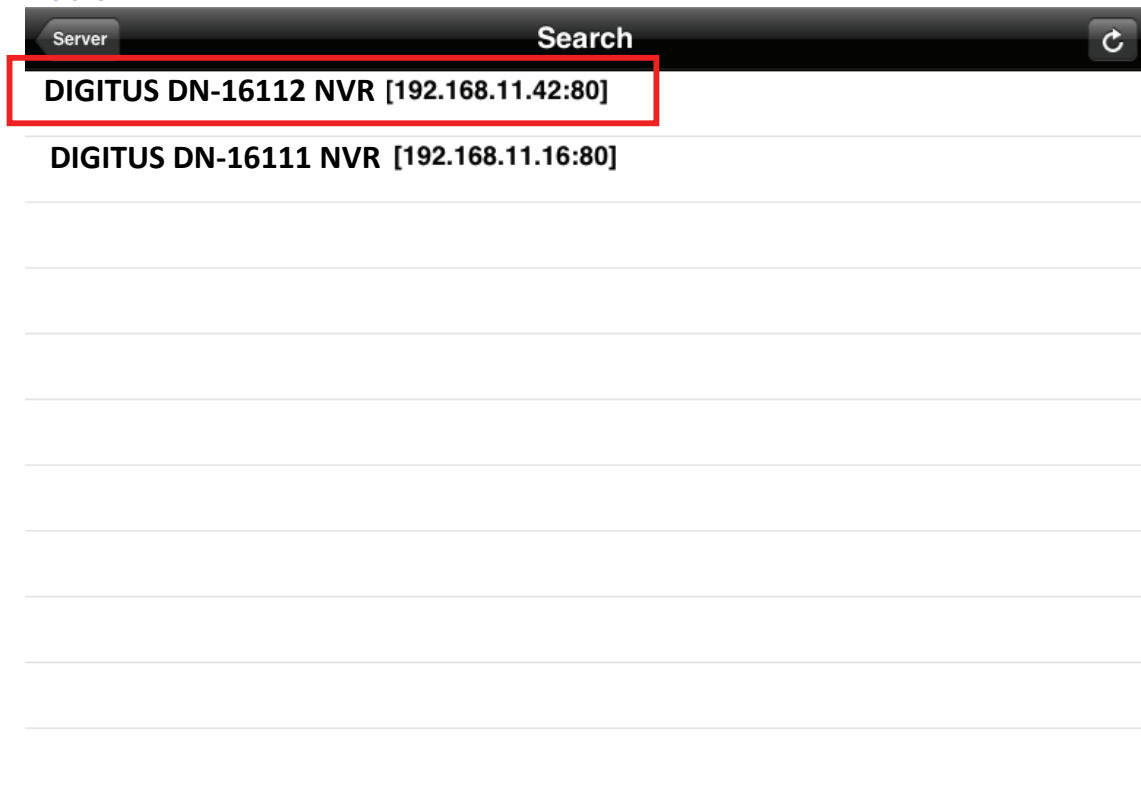 Server
Search
DIGITUS DN-16112 NVR [192.168.11.42:80]
DIGITUS DN-16111 NVR [192.168.11.16:80]